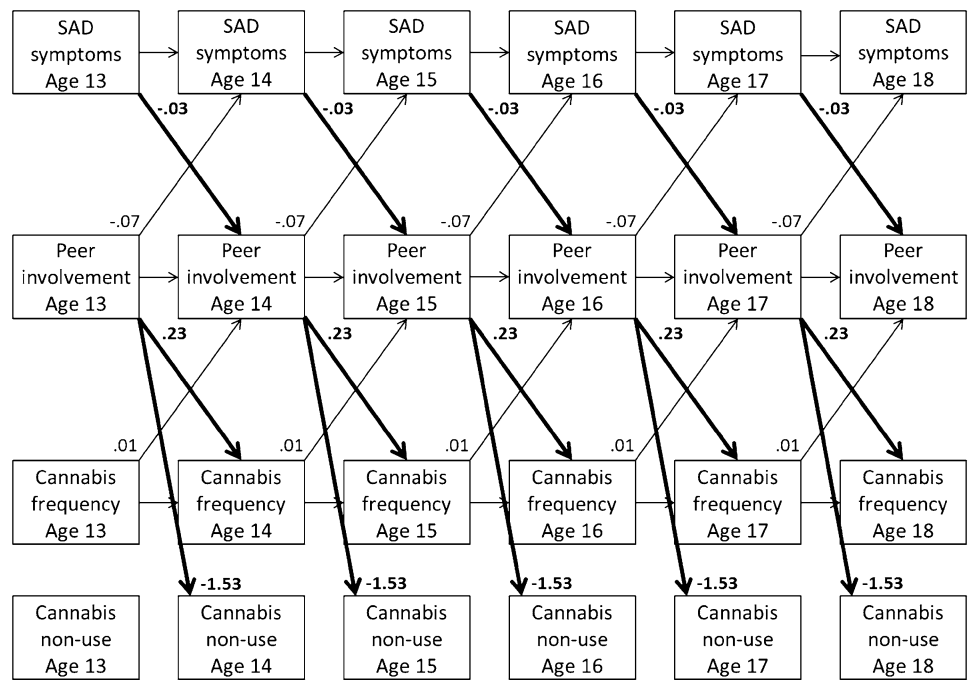 SAD symptoms Age 13
SAD symptoms Age 14
SAD symptoms Age 15
SAD symptoms Age 16
SAD symptoms Age 17
SAD symptoms Age 18
-.03
-.03
-.03
-.03
-.03
-.07
-.07
-.07
-.07
-.07
Peer involvement Age 13
Peer involvement Age 14
Peer involvement Age 15
Peer involvement Age 16
Peer involvement Age 17
Peer involvement Age 18
.23
.23
.23
.23
.23
.01
.01
.01
.01
.01
Cannabis frequency Age 13
Cannabis frequency Age 14
Cannabis frequency Age 15
Cannabis frequency Age 16
Cannabis frequency Age 17
Cannabis frequency Age 18
-1.53
-1.53
-1.53
-1.53
-1.53
Cannabis non-use Age 13
Cannabis non-use Age 14
Cannabis non-use Age 15
Cannabis non-use Age 16
Cannabis non-use Age 17
Cannabis non-use Age 18